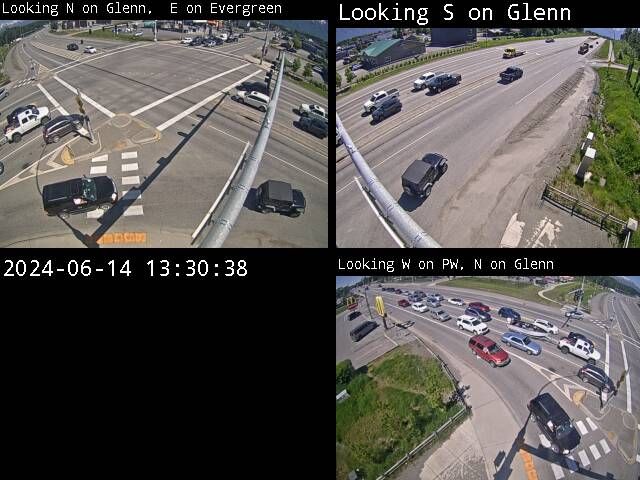 Looking N on Glenn,  E on Evergreen
Looking S on Glenn
2024-06-14 13:30:38
Looking W on PW, N on Glenn